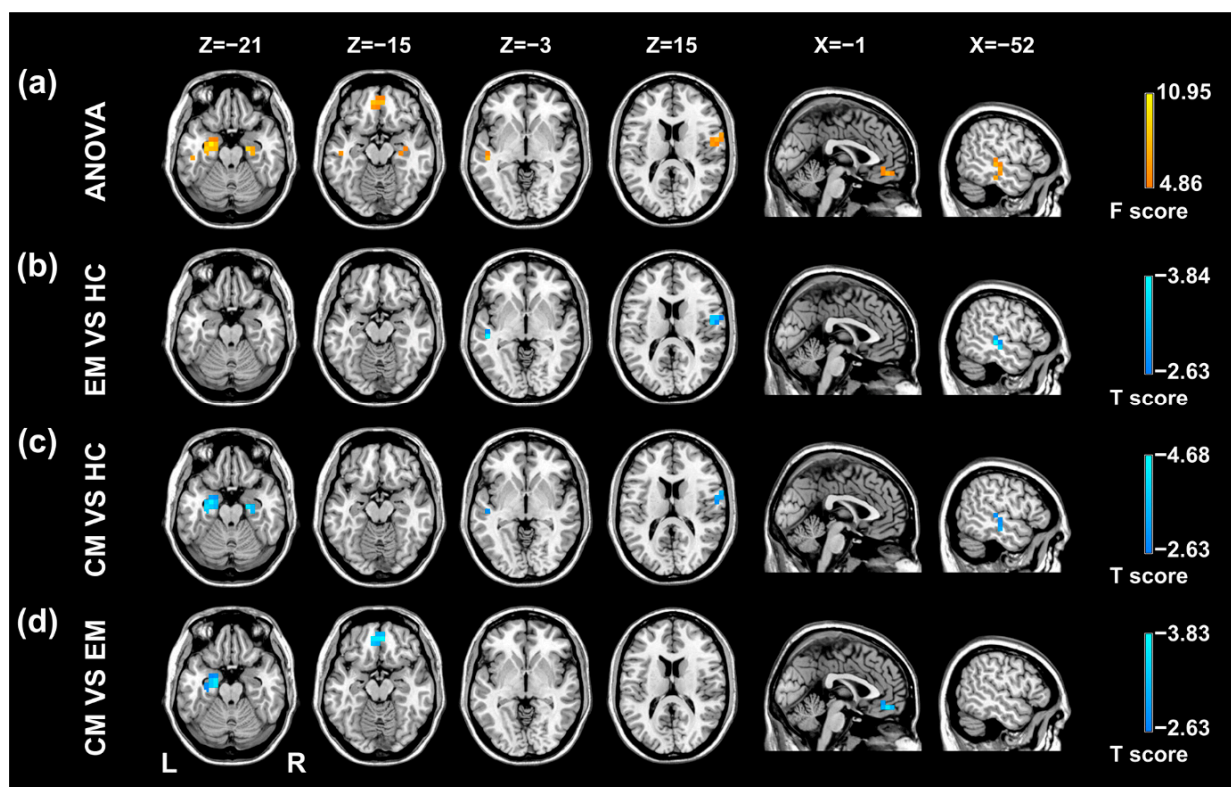 Z=−21 Z=−15 Z=−3 Z=15 X=−1 X=−52
(a)
ANOVA
10.95
4.86
F score
(b)
EM VS HC
−3.84
−2.63
T score
(c)
CM VS HC
−4.68
−2.63
T score
(d)
CM VS EM
−3.83
−2.63
T score
L R